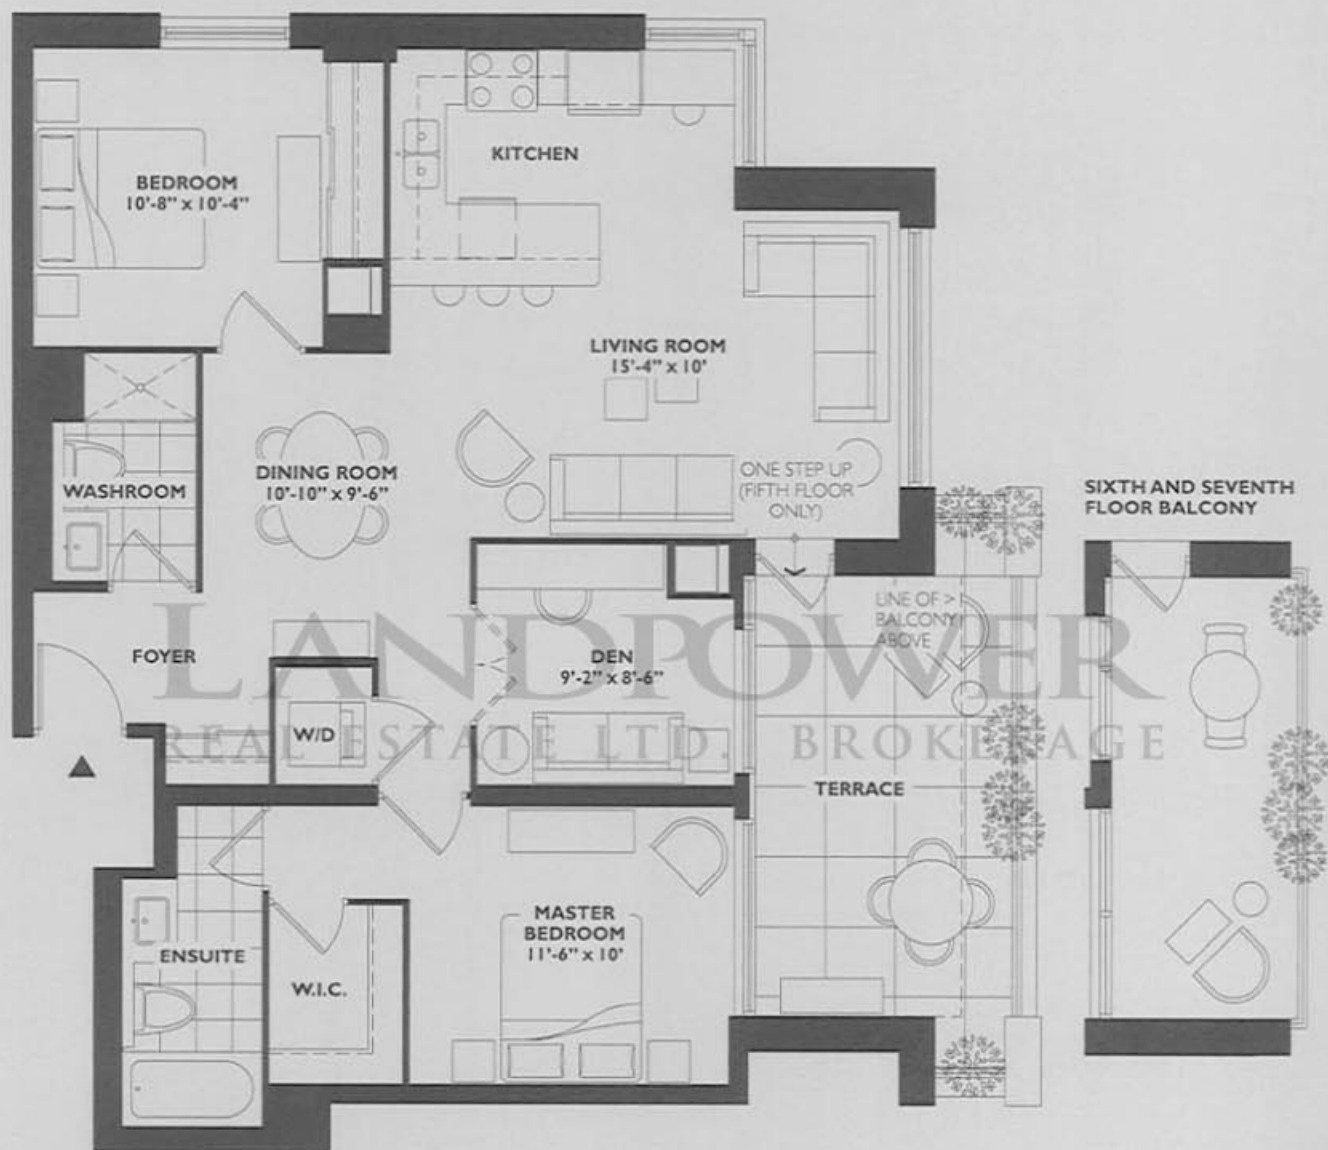 KITCHEN
BEDROOM
10'-8" x 10'-4"
LIVING ROOM
15'-4" x 10'
DINING ROOM
10'-10" x 9'-6"
WASHROOM
ONE STEP UP
(FIFTH FLOOR
ONLY)
SIXTH AND SEVENTH
FLOOR BALCONY
LINE OF >
BALCONY
ABOVE
FOYER
DEN
9'-2" x 8'-6"
LANDPOWER
REAL ESTATE LTD. BROKERAGE
W/D
TERRACE
MASTER
BEDROOM
11'-6" x 10'
ENSUITE
W.I.C.